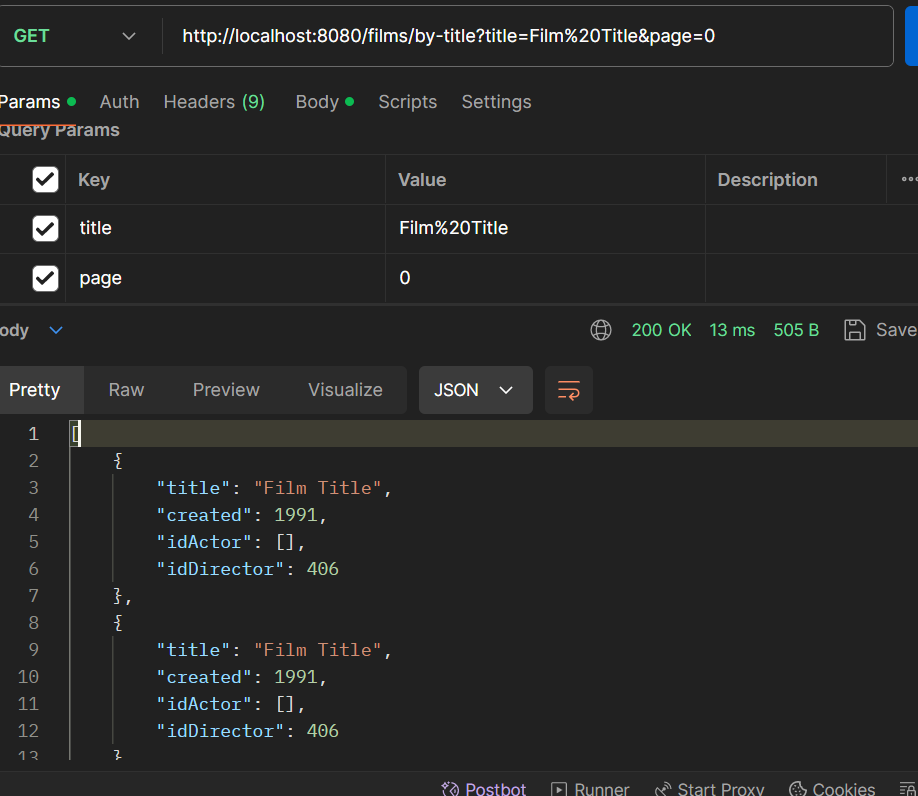 GET http://localhost:8080/films/by-title?title=Film%20Title&page=0
Params Auth Headers (9) Body Scripts Settings
Query Params
Key Value Description
title Film%20Title
page 0
ody 200 OK 13 ms 505 B Save
Pretty Raw Preview Visualize JSON
1 [
2 {
3 "title": "Film Title",
4 "created": 1991,
5 "idActor": [],
6 "idDirector": 406
7 },
8 {
9 "title": "Film Title",
10 "created": 1991,
11 "idActor": [],
12 "idDirector": 406
13 }
Postbot Runner Start Proxy Cookies